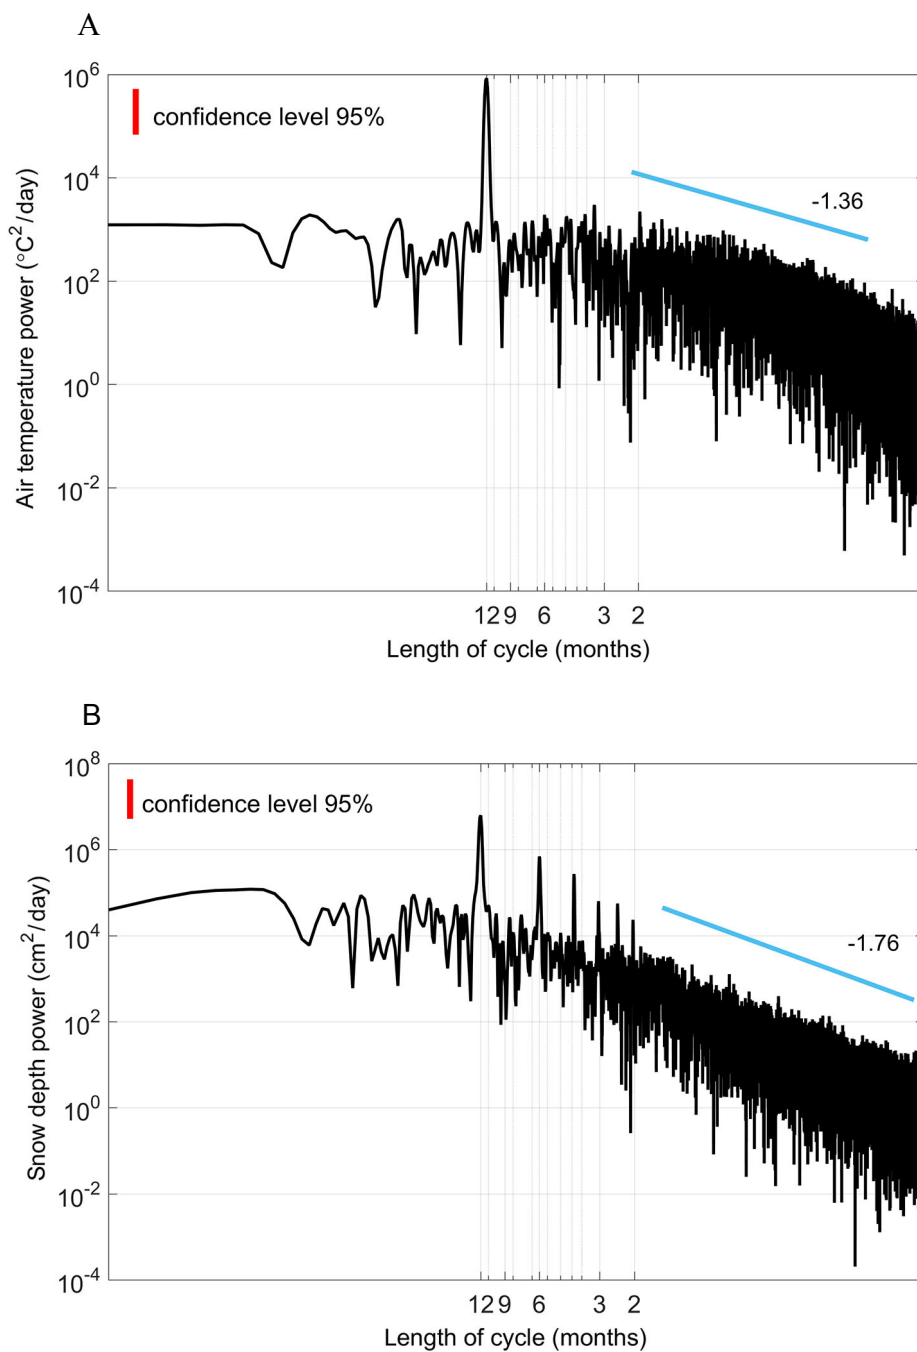 A
10^6
confidence level 95%
10^4
-1.36
10^2
10^0
10^-2
10^-4
Air temperature power (°C^2/day)
12 9 6 3 2
Length of cycle (months)
B
10^8
confidence level 95%
10^6
10^4
-1.76
10^2
10^0
10^-2
10^-4
Snow depth power (cm^2/day)
12 9 6 3 2
Length of cycle (months)